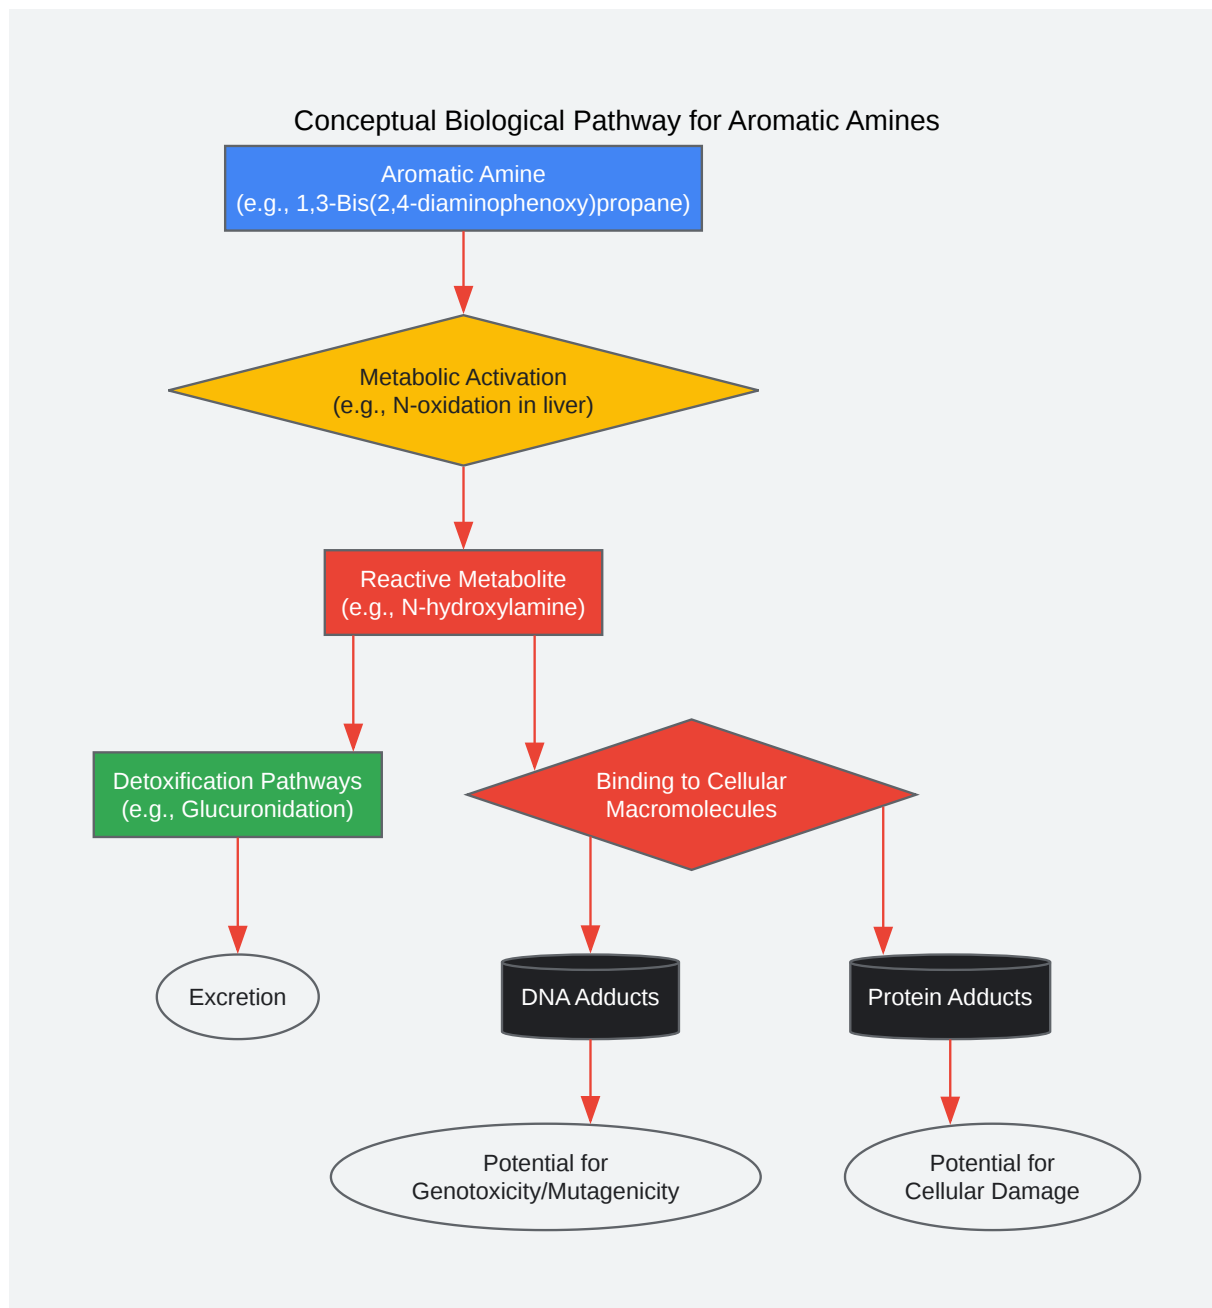 Conceptual Biological Pathway for Aromatic Amines
Aromatic Amine
(e.g., 1,3-Bis(2,4-diaminophenoxy)propane)
Metabolic Activation
(e.g., N-oxidation in liver)
Reactive Metabolite
(e.g., N-hydroxylamine)
Detoxification Pathways
(e.g., Glucuronidation)
Binding to Cellular
Macromolecules
Excretion
DNA Adducts
Protein Adducts
Potential for
Genotoxicity/Mutagenicity
Potential for
Cellular Damage